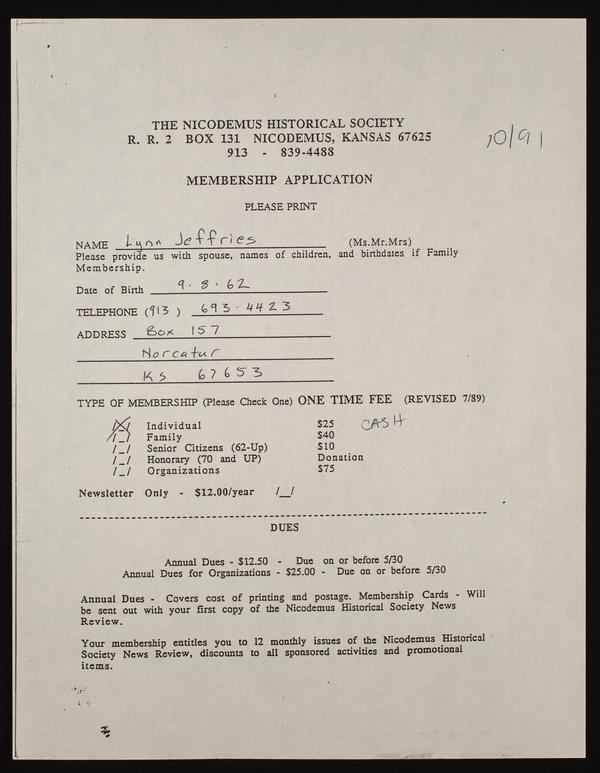 THE NICODEMUS HISTORICAL SOCIETY
R. R. 2 BOX 131 NICODEMUS, KANSAS 67625
913 - 839-4488
10/91
MEMBERSHIP APPLICATION
PLEASE PRINT
NAME Lynn Jeffries (Ms.Mr.Mrs)
Please provide us with spouse, names of children, and birthdates if Family
Membership.
Date of Birth 9. 8. 62
TELEPHONE (913 ) 693-4423
ADDRESS Box 157
Norcatur
KS 67653
TYPE OF MEMBERSHIP (Please Check One) ONE TIME FEE (REVISED 7/89)
/X/ Individual $25 CASH
/_/ Family $40
/_/ Senior Citizens (62-Up) $10
/_/ Honorary (70 and UP) Donation
/_/ Organizations $75
Newsletter Only - $12.00/year /_/
DUES
Annual Dues - $12.50 - Due on or before 5/30
Annual Dues for Organizations - $25.00 - Due on or before 5/30
Annual Dues - Covers cost of printing and postage. Membership Cards - Will
be sent out with your first copy of the Nicodemus Historical Society News
Review.
Your membership entitles you to 12 monthly issues of the Nicodemus Historical
Society News Review, discounts to all sponsored activities and promotional
items.